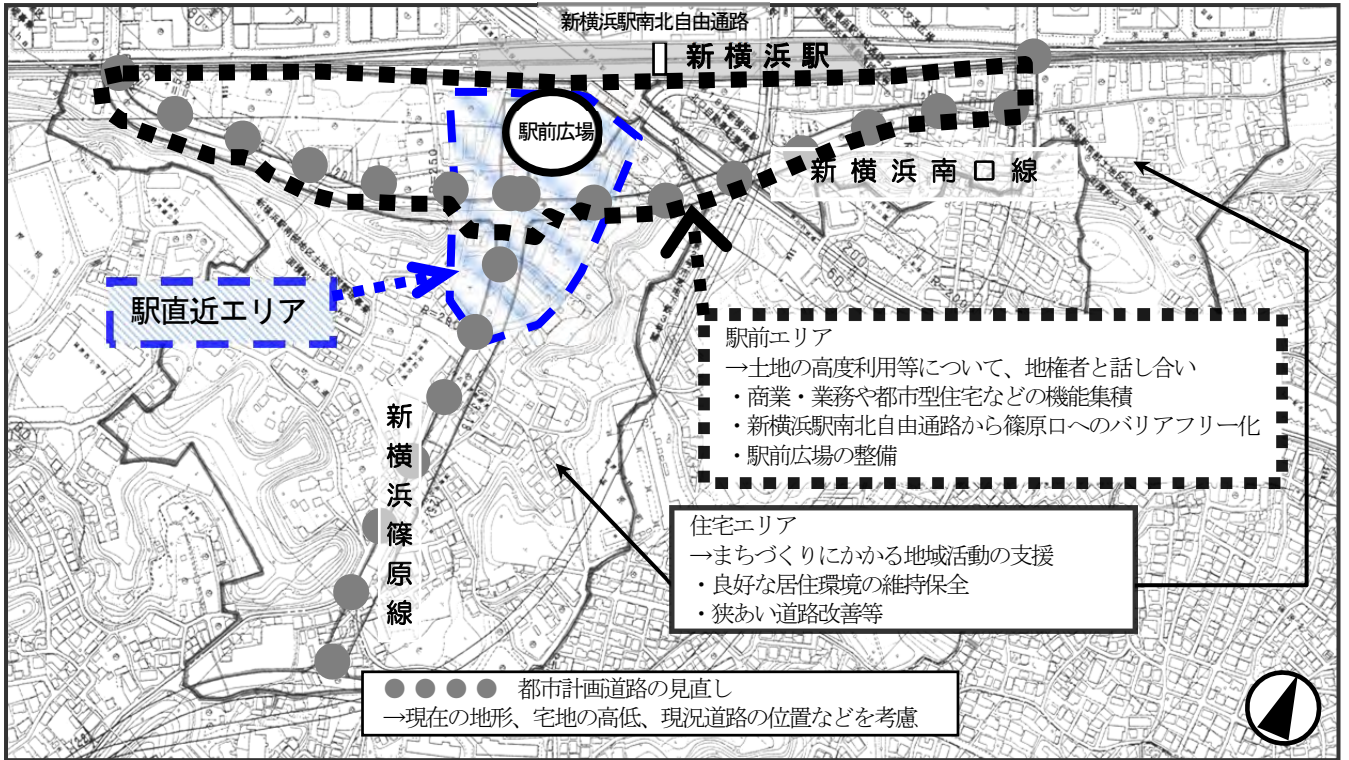 新横浜駅南北自由通路
新横浜駅
駅前広場
新横浜南口線
駅直近エリア
駅前エリア
→土地の高度利用等について、地権者と話し合い
・商業・業務や都市型住宅などの機能集積
・新横浜駅南北自由通路から篠原口へのバリアフリー化
・駅前広場の整備
新横浜篠原線
住宅エリア
→まちづくりにかかる地域活動の支援
・良好な居住環境の維持保全
・狭あい道路改善等
都市計画道路の見直し
→現在の地形、宅地の高低、現況道路の位置などを考慮